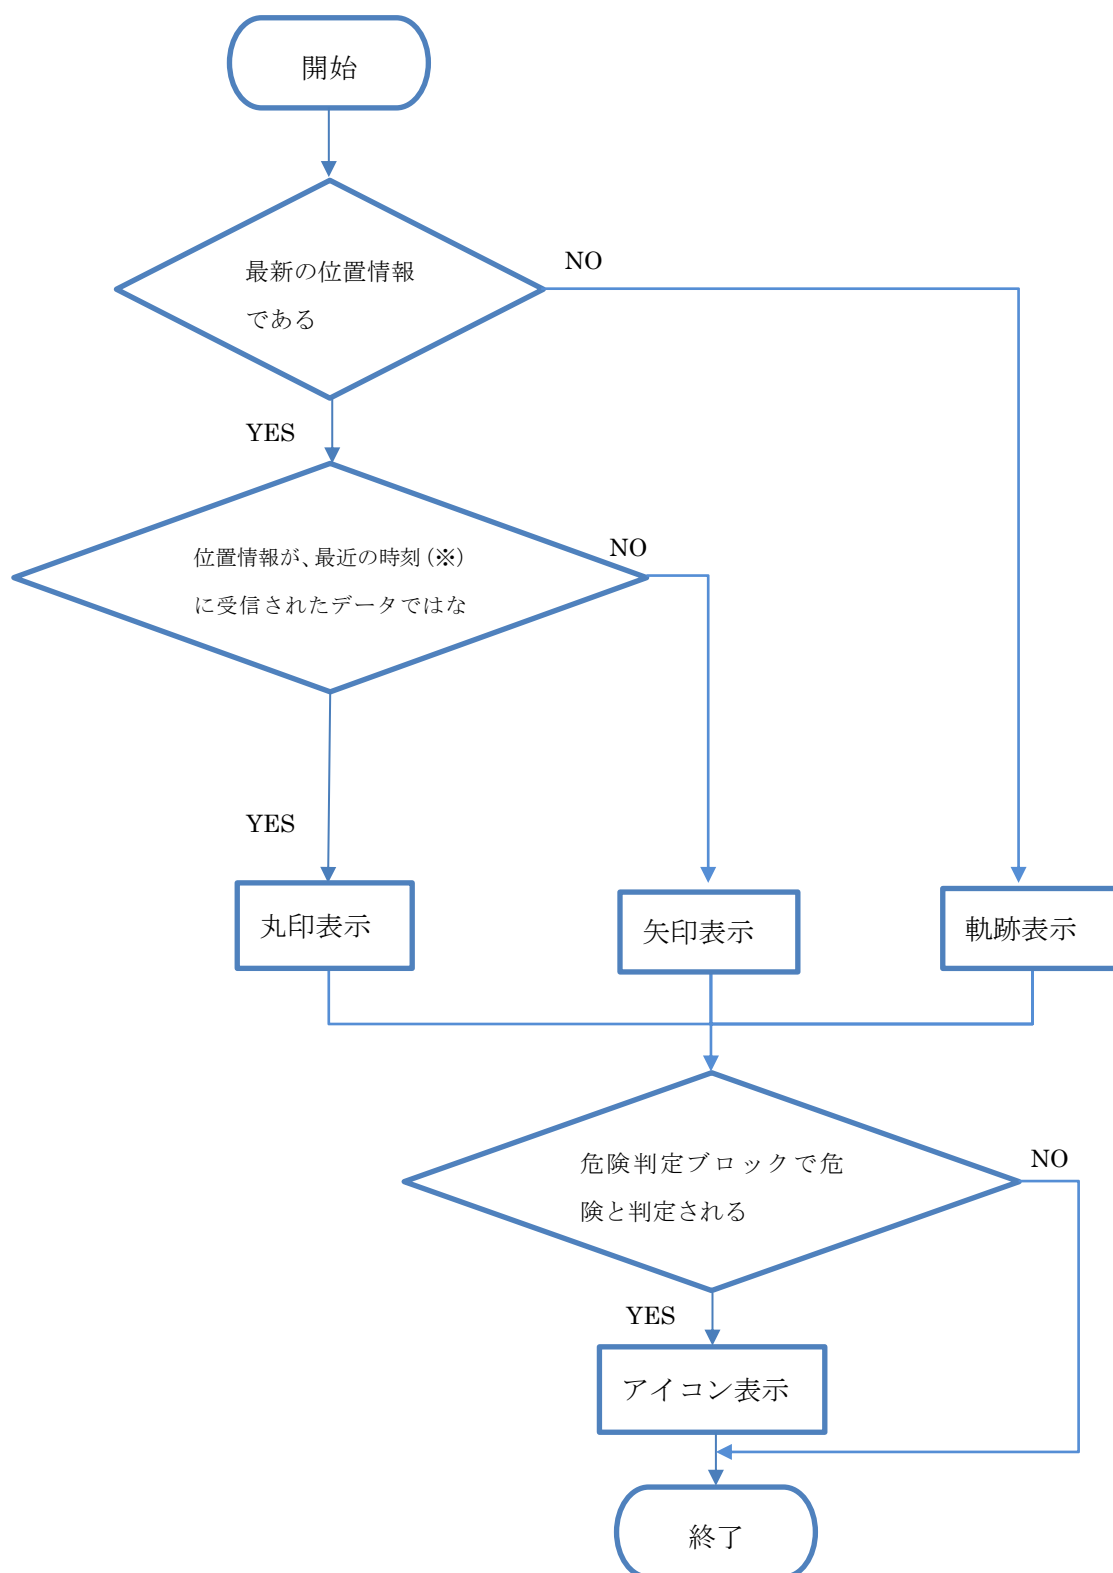 開始
最新の位置情報
である
NO
YES
位置情報が、最近の時刻(※)
に受信されたデータではな
NO
YES
丸印表示
矢印表示
軌跡表示
危険判定ブロックで危
険と判定される
NO
YES
アイコン表示
終了